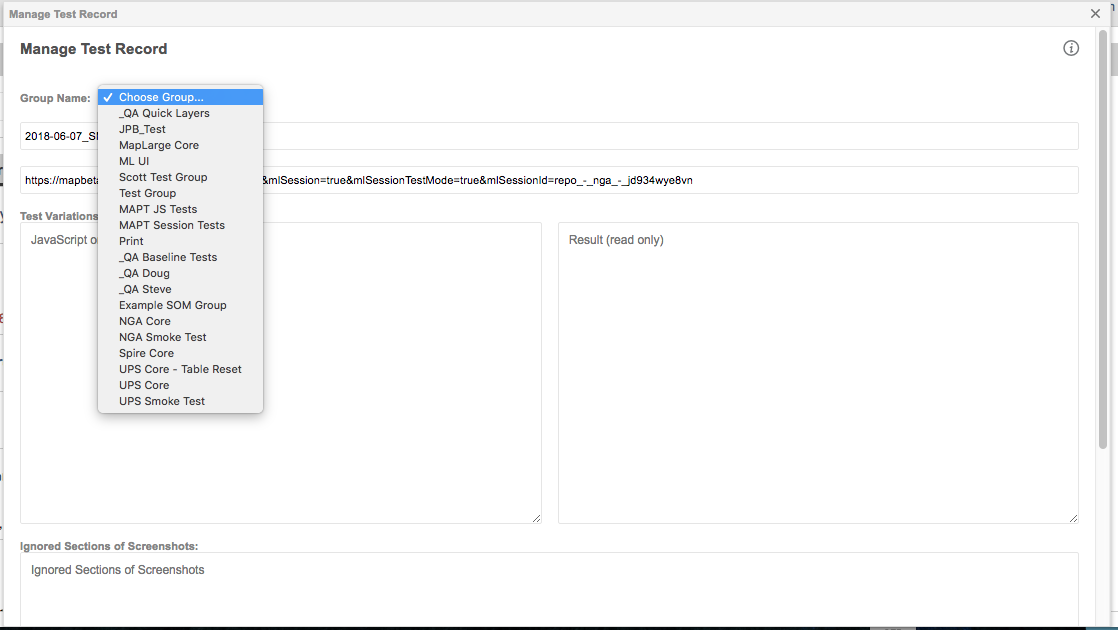 Manage Test Record
Manage Test Record
Group Name:
Choose Group...
_QA Quick Layers
JPB_Test
MapLarge Core
ML UI
Scott Test Group
Test Group
MAPT JS Tests
MAPT Session Tests
Print
_QA Baseline Tests
_QA Doug
_QA Steve
Example SOM Group
NGA Core
NGA Smoke Test
Spire Core
UPS Core - Table Reset
UPS Core
UPS Smoke Test
2018-06-07_S
https://mapbeta &mlSession=true&mlSessionTestMode=true&mlSessionId=repo_-_nga_-_jd934wye8vn
Test Variations
JavaScript o
Result (read only)
Ignored Sections of Screenshots:
Ignored Sections of Screenshots